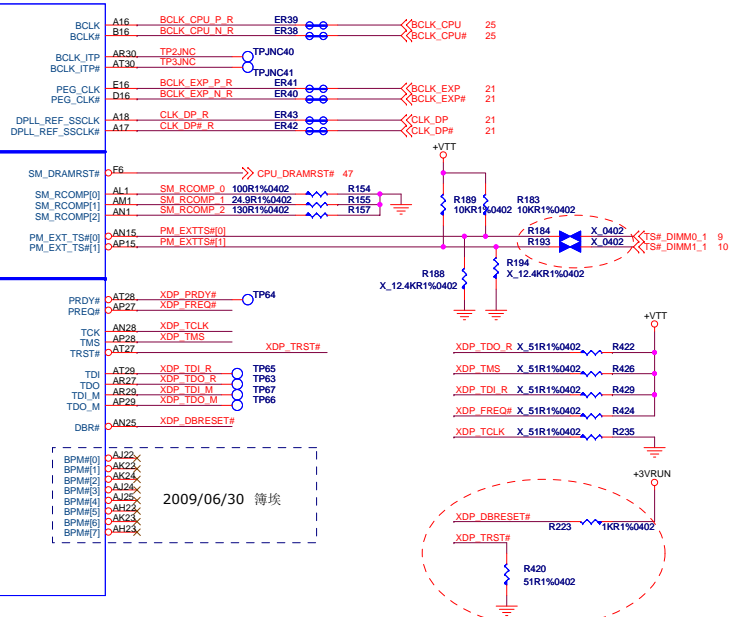 BCLK A16 BCLK_CPU_P_R ER39 BCLK_CPU 25
BCLK# B16 BCLK_CPU_N_R ER38 BCLK_CPU# 25
BCLK_ITP AR30 TP2JNC TPJNC40
BCLK_ITP# AT30 TP3JNC TPJNC41
PEG_CLK E16 BCLK_EXP_P_R ER41 BCLK_EXP 21
PEG_CLK# D16 BCLK_EXP_N_R ER40 BCLK_EXP# 21
DPLL_REF_SSCLK A18 CLK_DP_R ER43 CLK_DP 21
DPLL_REF_SSCLK# A17 CLK_DP#_R ER42 CLK_DP# 21
+VTT
SM_DRAMRST# F6 CPU_DRAMRST# 47
SM_RCOMP[0] AL1 SM_RCOMP_0 100R1%0402 R154
SM_RCOMP[1] AM1 SM_RCOMP_1 24.9R1%0402 R155
SM_RCOMP[2] AN1 SM_RCOMP_2 130R1%0402 R157
R189 R183
10KR1%0402 10KR1%0402
PM_EXT_TS#[0] AN15 PM_EXTTS#[0] R184 X_0402 TS#_DIMM0_1 9
PM_EXT_TS#[1] AP15 PM_EXTTS#[1] R193 X_0402 TS#_DIMM1_1 10
R188 X_12.4KR1%0402
R194 X_12.4KR1%0402
PRDY# AT28 XDP_PRDY# TP64
PREQ# AP27 XDP_FREQ#
TCK AN28 XDP_TCLK
TMS AP28 XDP_TMS
TRST# AT27 XDP_TRST#
TDI AT29 XDP_TDI_R TP65
TDO AR27 XDP_TDO_R TP63
TDI_M AR29 XDP_TDI_M TP67
TDO_M AP29 XDP_TDO_M TP66
DBR# AN25 XDP_DBRESET#
+VTT
XDP_TDO_R X_51R1%0402 R422
XDP_TMS X_51R1%0402 R426
XDP_TDI_R X_51R1%0402 R429
XDP_FREQ# X_51R1%0402 R424
XDP_TCLK X_51R1%0402 R235
BPM#[0] AJ22
BPM#[1] AK22
BPM#[2] AK24
BPM#[3] AJ24
BPM#[4] AJ25
BPM#[5] AH22
BPM#[6] AK23
BPM#[7] AH23
2009/06/30 簿埃
+3VRUN
XDP_DBRESET# R223 1KR1%0402
XDP_TRST#
R420
51R1%0402